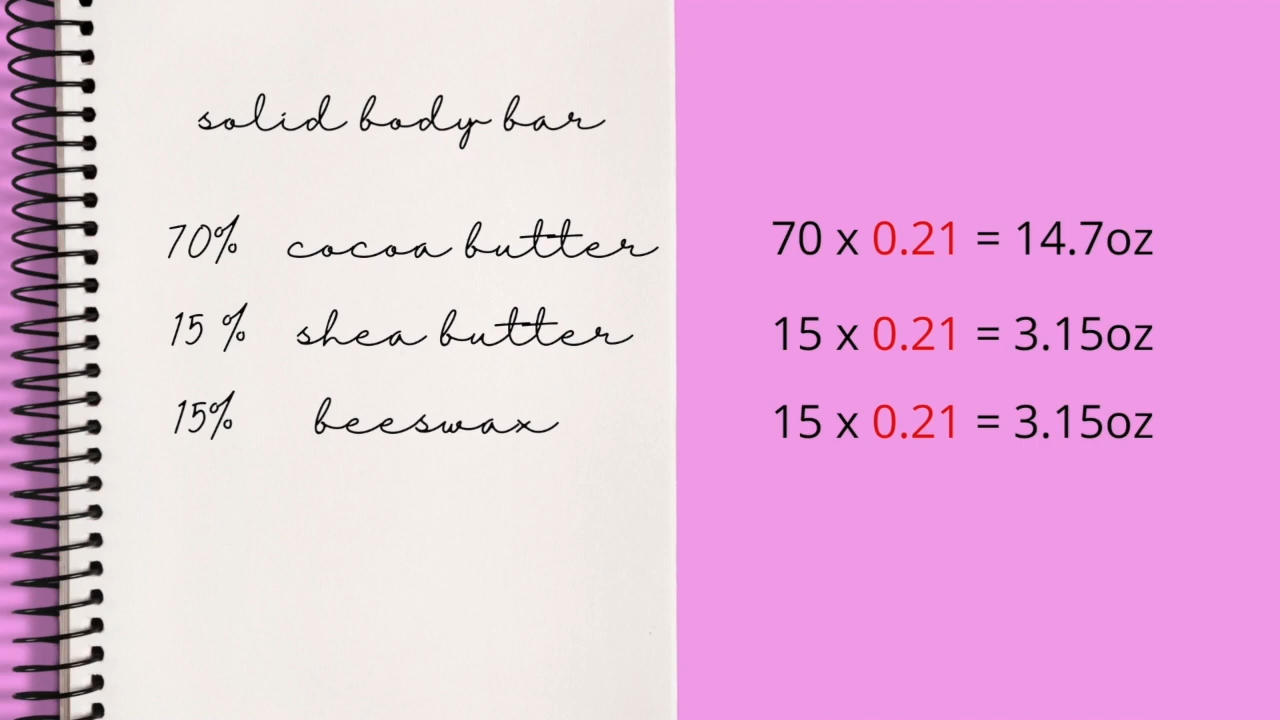 solid body bar
70% cocoa butter 70 x 0.21 = 14.7oz
15 % shea butter 15 x 0.21 = 3.15oz
15% beeswax 15 x 0.21 = 3.15oz